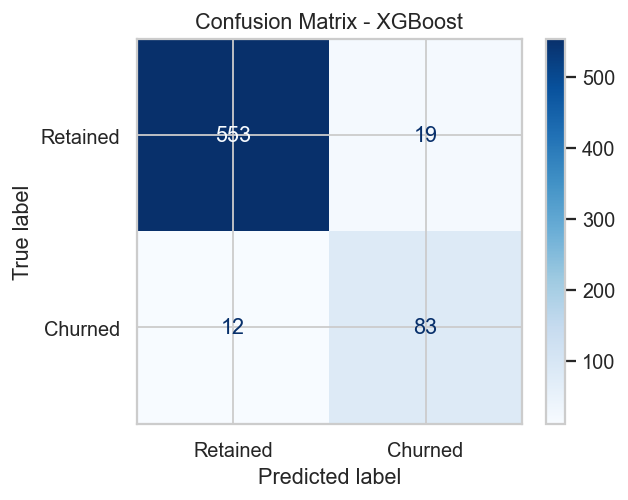 Confusion Matrix - XGBoost
True label
Retained
553
19
Churned
12
83
Retained
Churned
Predicted label
500
400
300
200
100